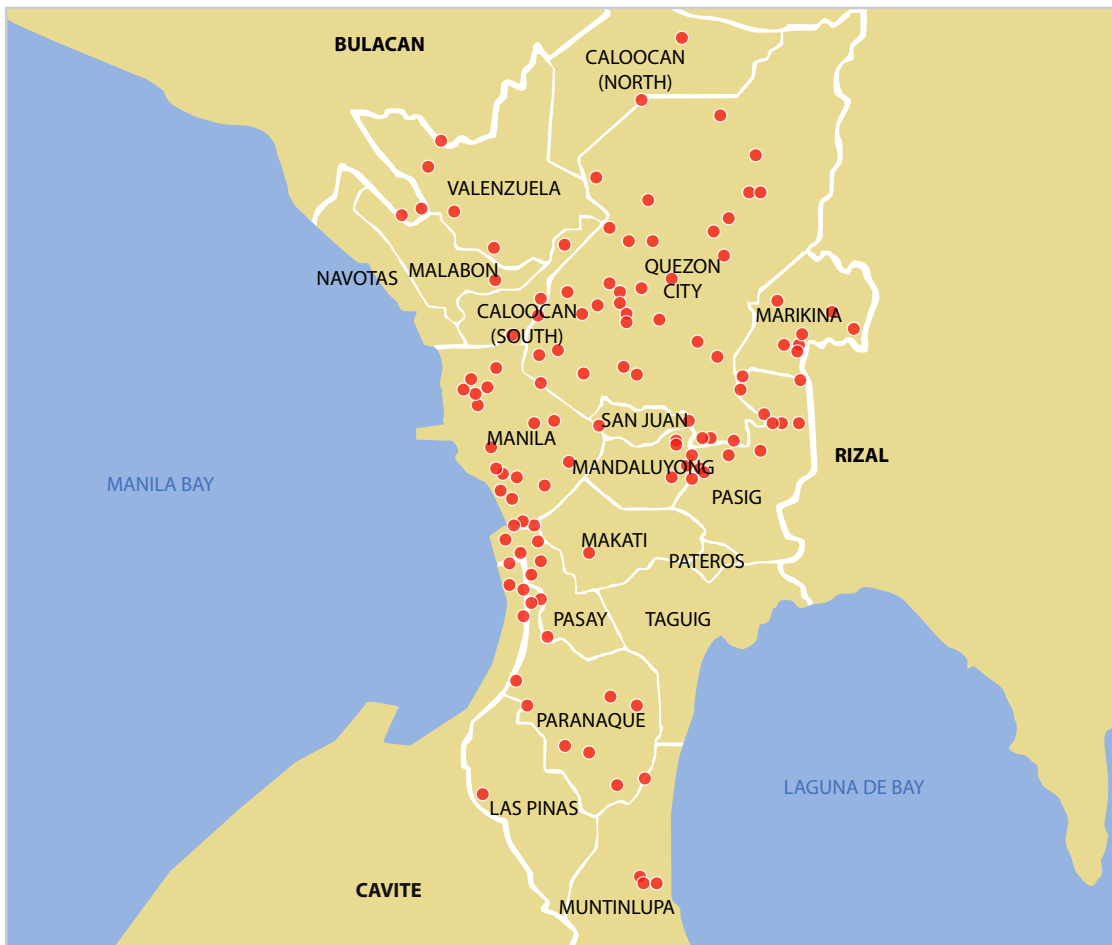 BULACAN
CALOOCAN
(NORTH)
VALENZUELA
NAVOTAS
MALABON
QUEZON
CITY
CALOOCAN
(SOUTH)
MARIKINA
SAN JUAN
MANILA
MANDALUYONG
RIZAL
MANILA BAY
PASIG
MAKATI
PATEROS
PASAY
TAGUIG
PARANAQUE
LAGUNA DE BAY
LAS PINAS
CAVITE
MUNTINLUPA